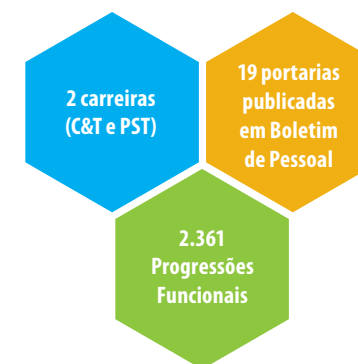 2 carreiras
(C&T e PST)
19 portarias
publicadas
em Boletim
de Pessoal
2.361
Progressões
Funcionais